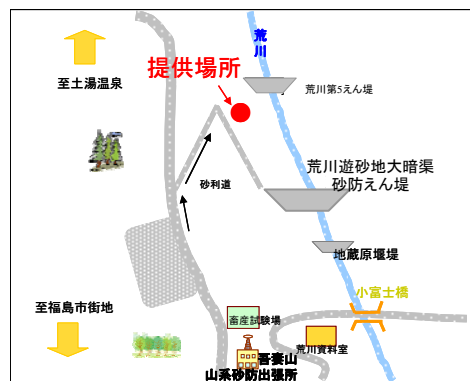 荒川
提供場所
至土湯温泉
荒川第5えん堤
荒川遊砂地大暗渠
砂防えん堤
砂利道
地蔵原堰堤
小富士橋
至福島市街地
畜産試験場
荒川資料室
吾妻山
山系砂防出張所